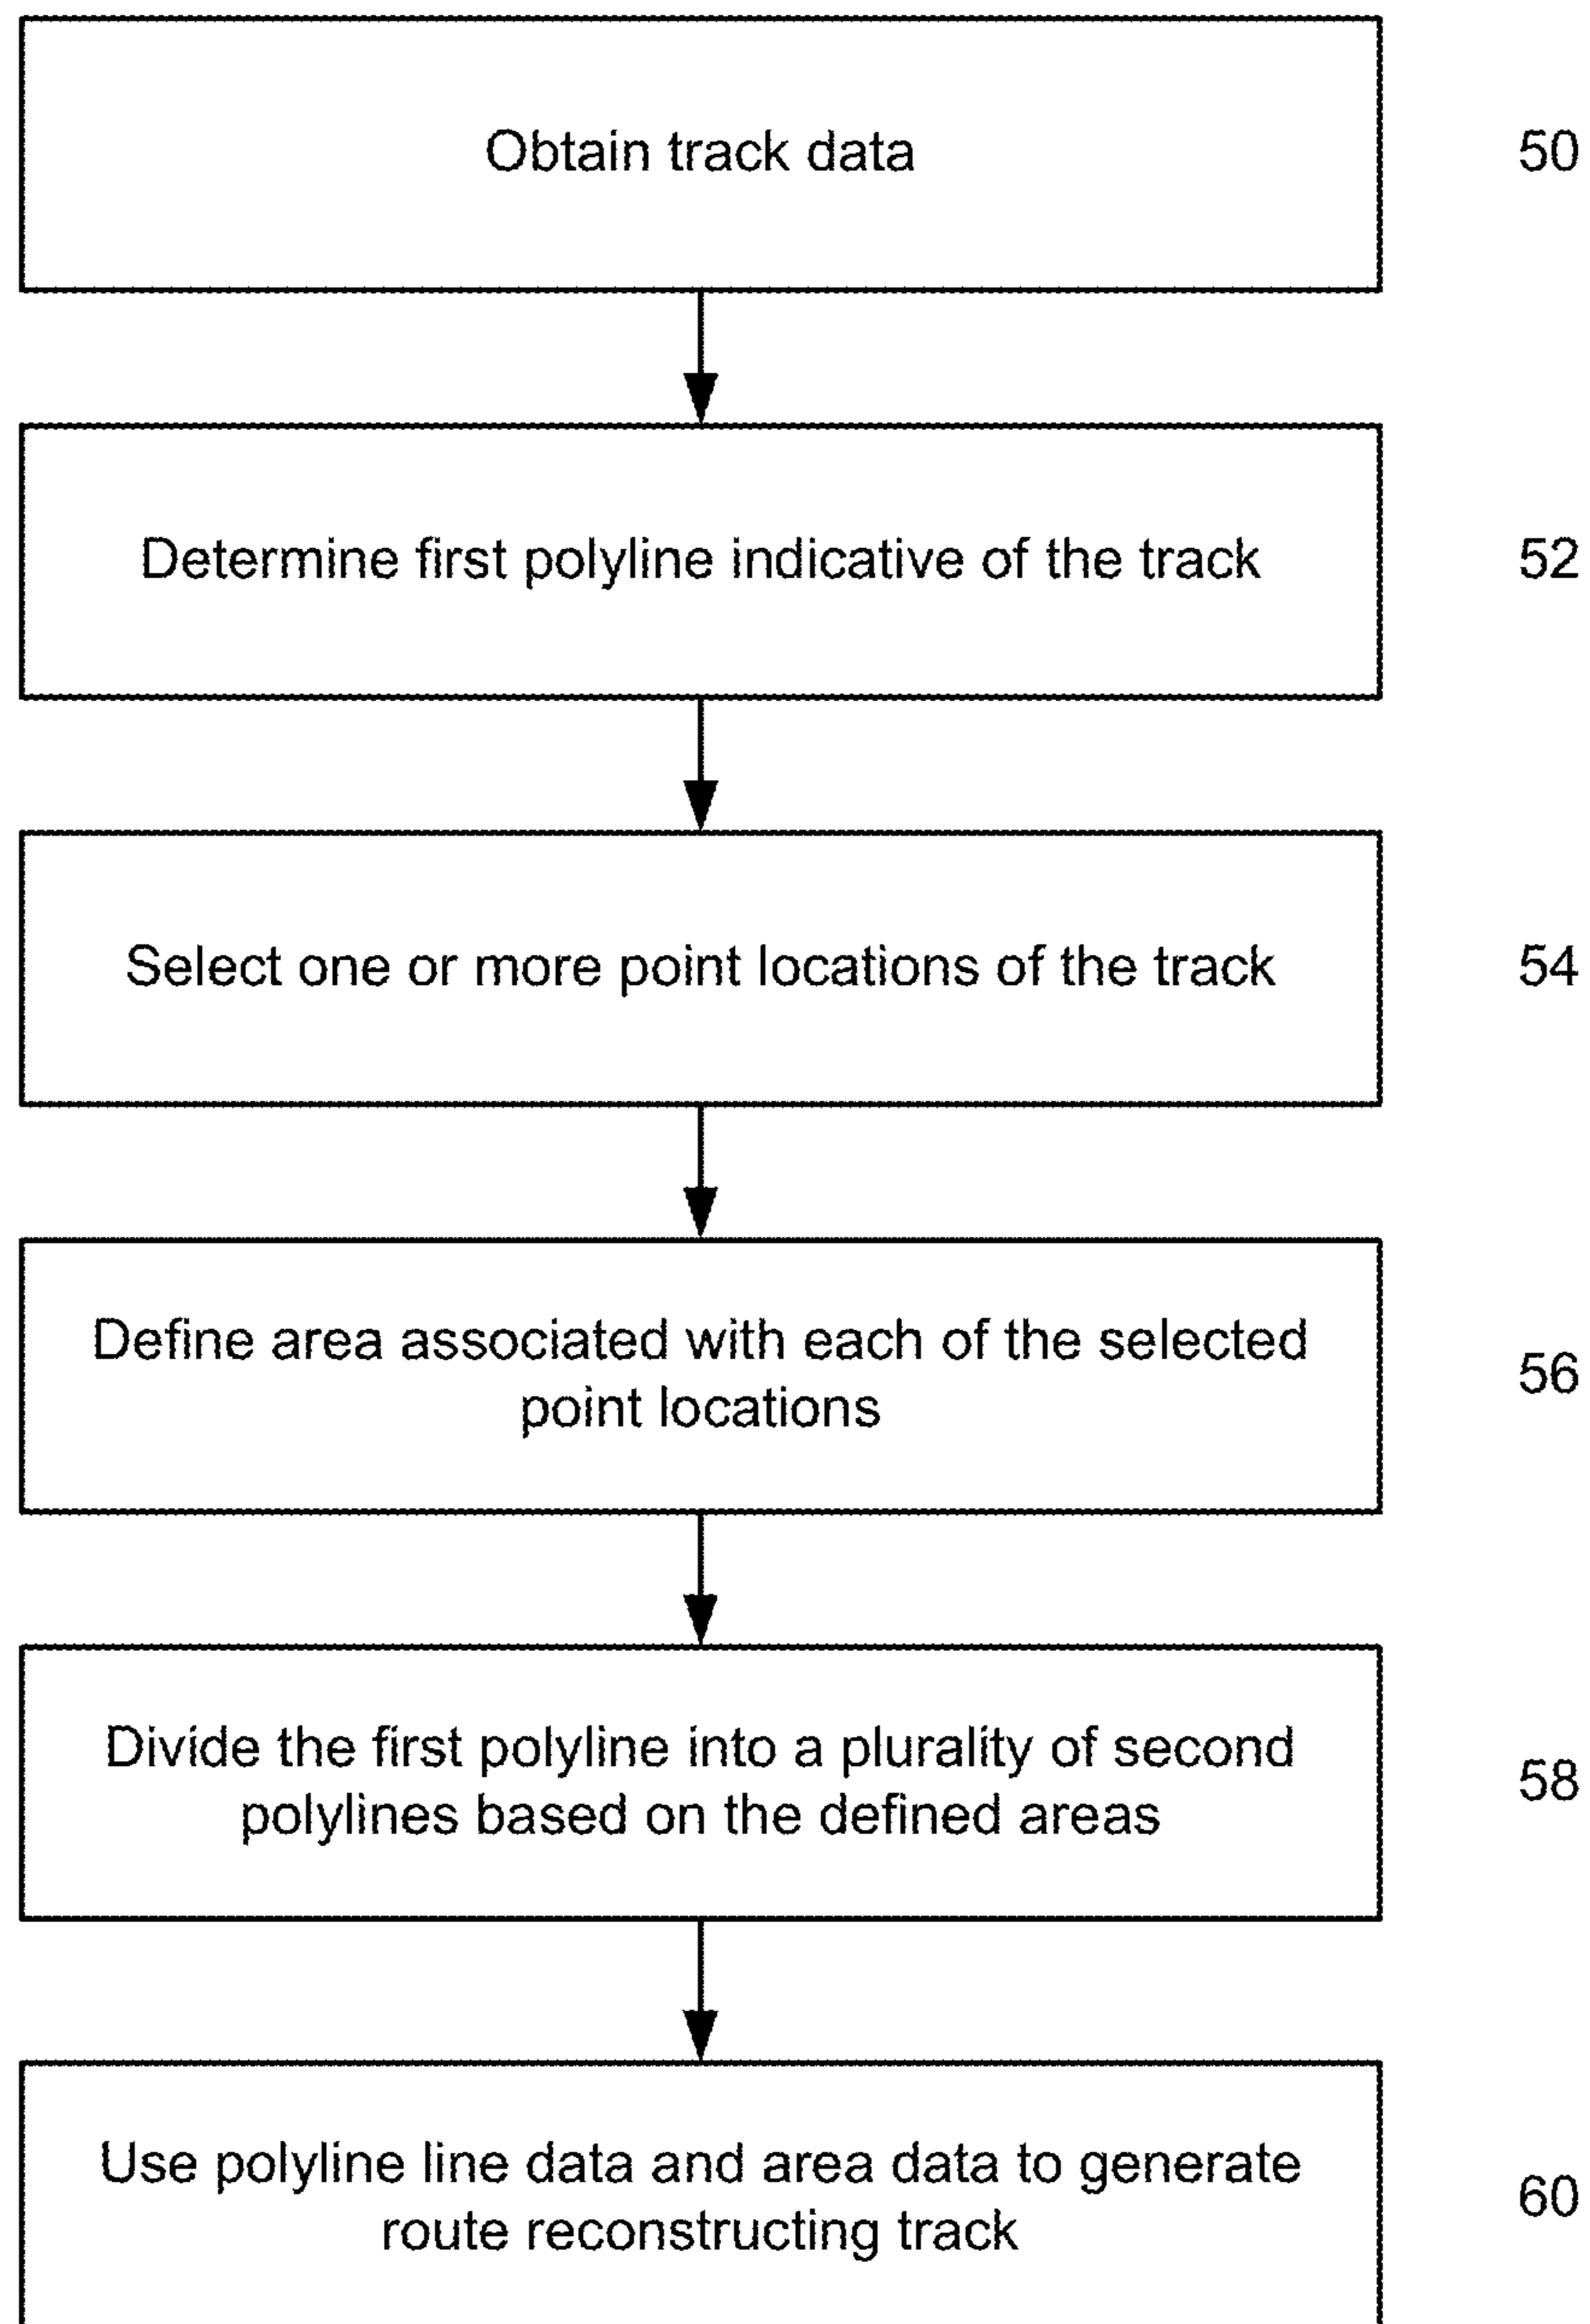 Obtain track data
50
Determine first polyline indicative of the track
52
Select one or more point locations of the track
54
Define area associated with each of the selected
point locations
56
Divide the first polyline into a plurality of second
polylines based on the defined areas
58
Use polyline line data and area data to generate
route reconstructing track
60